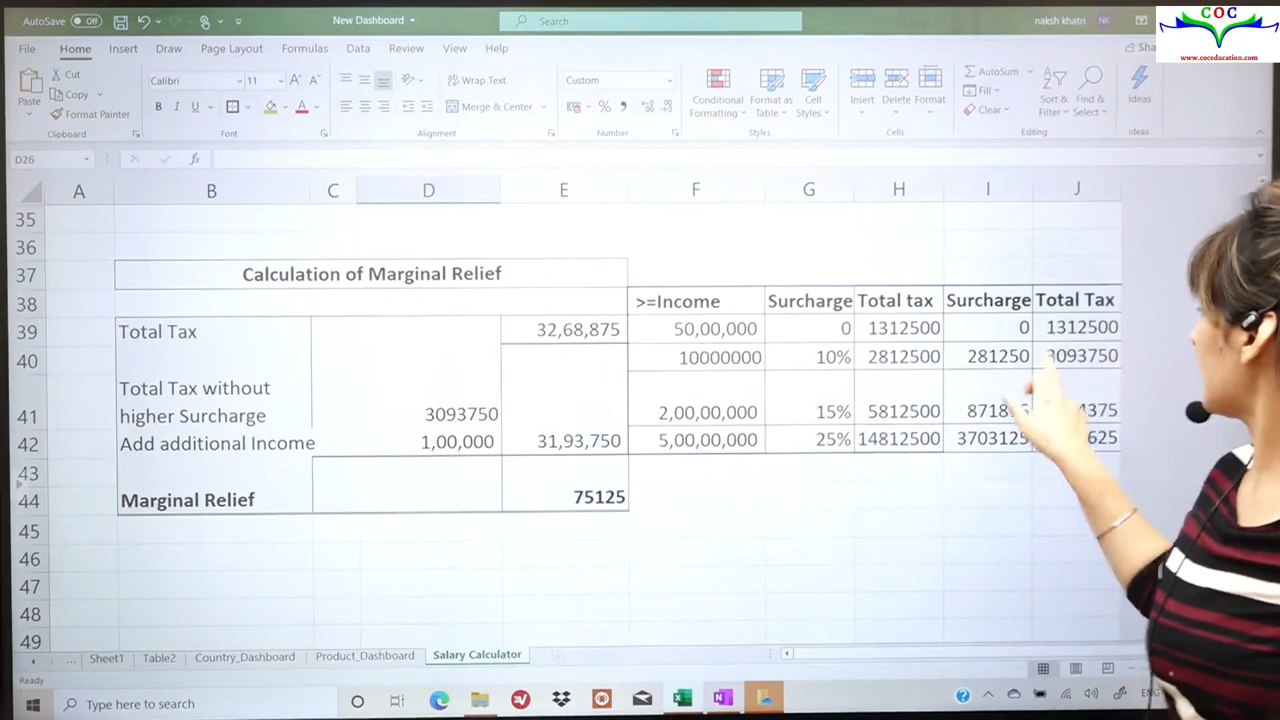 AutoSave Off
New Dashboard
Search
naksh khatri
NK
COC
www.coceducation.com
File Home Insert Draw Page Layout Formulas Data Review View Help
Cut
Copy
Format Painter
Paste
Clipboard
Calibri 11
B I U
Font
Wrap Text
Merge & Center
Alignment
Custom
Number
Conditional Formatting
Format as Table
Cell Styles
Styles
Insert Delete Format
Cells
AutoSum
Fill
Clear
Sort & Filter
Find & Select
Editing
Ideas
Ideas
D26
fx
A B C D E F G H I J
35
36
37 Calculation of Marginal Relief
38 >=Income Surcharge Total tax Surcharge Total Tax
39 Total Tax 32,68,875 50,00,000 0 1312500 0 1312500
40 10000000 10% 2812500 281250 3093750
Total Tax without
41 higher Surcharge 3093750 2,00,00,000 15% 5812500
42 Add additional Income 1,00,000 31,93,750 5,00,00,000 25% 14812500 3703125
43
44 Marginal Relief 75125
45
46
47
48
49
... Sheet1 Table2 Country_Dashboard Product_Dashboard Salary Calculator
Ready
Type here to search